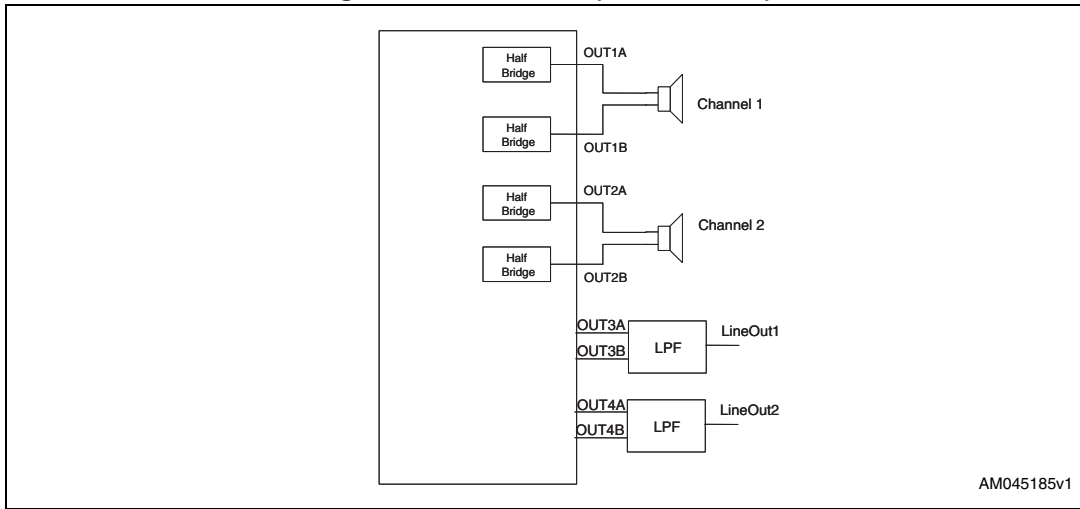 Half
Bridge
OUT1A
Channel 1
Half
Bridge
OUT1B
Half
Bridge
OUT2A
Channel 2
Half
Bridge
OUT2B
OUT3A
OUT3B
LPF
LineOut1
OUT4A
OUT4B
LPF
LineOut2
AM045185v1